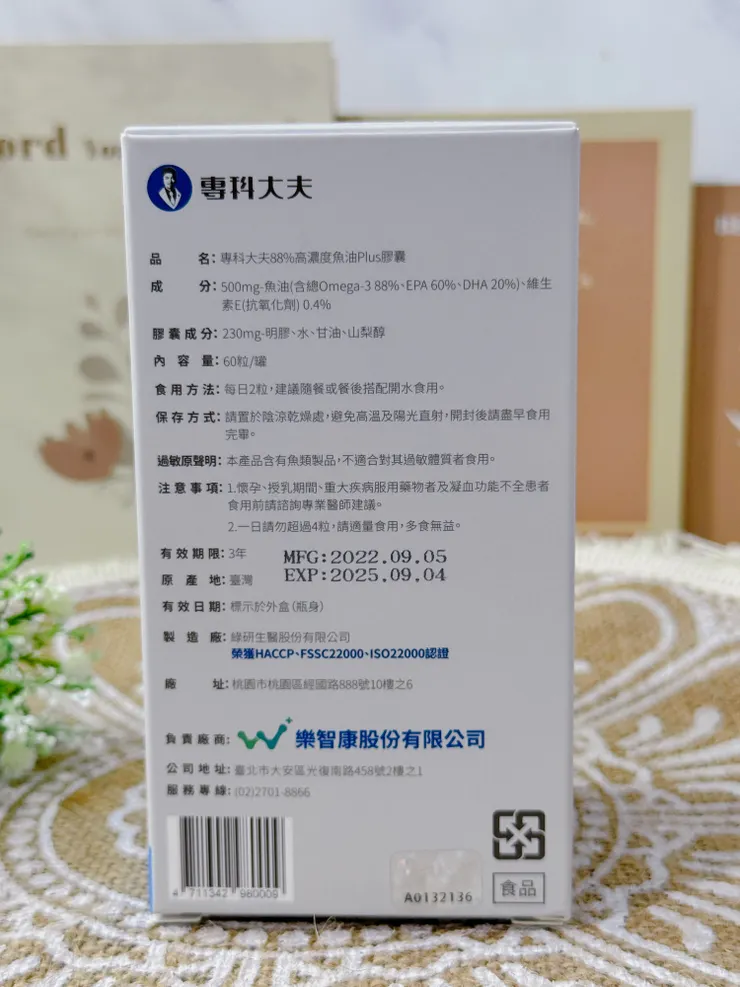 ord
專科大夫
品 名：專科大夫88%高濃度魚油Plus膠囊
成 分：500mg-魚油(含總Omega-3 88%、EPA 60%、DHA 20%)、維生
素E(抗氧化劑) 0.4%
膠囊成分：230mg-明膠、水、甘油、山梨醇
內 容 量：60粒/罐
食用方法：每日2粒，建議隨餐或餐後搭配開水食用。
保存方式：請置於陰涼乾燥處，避免高溫及陽光直射，開封後請盡早食用
完畢。
過敏原聲明：本產品含有魚類製品，不適合對其過敏體質者食用。
注意事項：1.懷孕、授乳期間、重大疾病服用藥物者及凝血功能不全患者
食用前請諮詢專業醫師建議。
2.一日請勿超過4粒，請適量食用，多食無益。
有效期限：3年
MFG:2022.09.05
EXP:2025.09.04
原 產 地：臺灣
有效日期：標示於外盒(瓶身)
製 造 廠：綠研生醫股份有限公司
榮獲HACCP、FSSC22000、ISO22000認證
廠 址：桃園市桃園區經國路888號10樓之6
負責廠商：樂智康股份有限公司
公司地址：臺北市大安區光復南路458號2樓之1
服務專線：(02)2701-8866
4 711342 980009
A0132136
食品